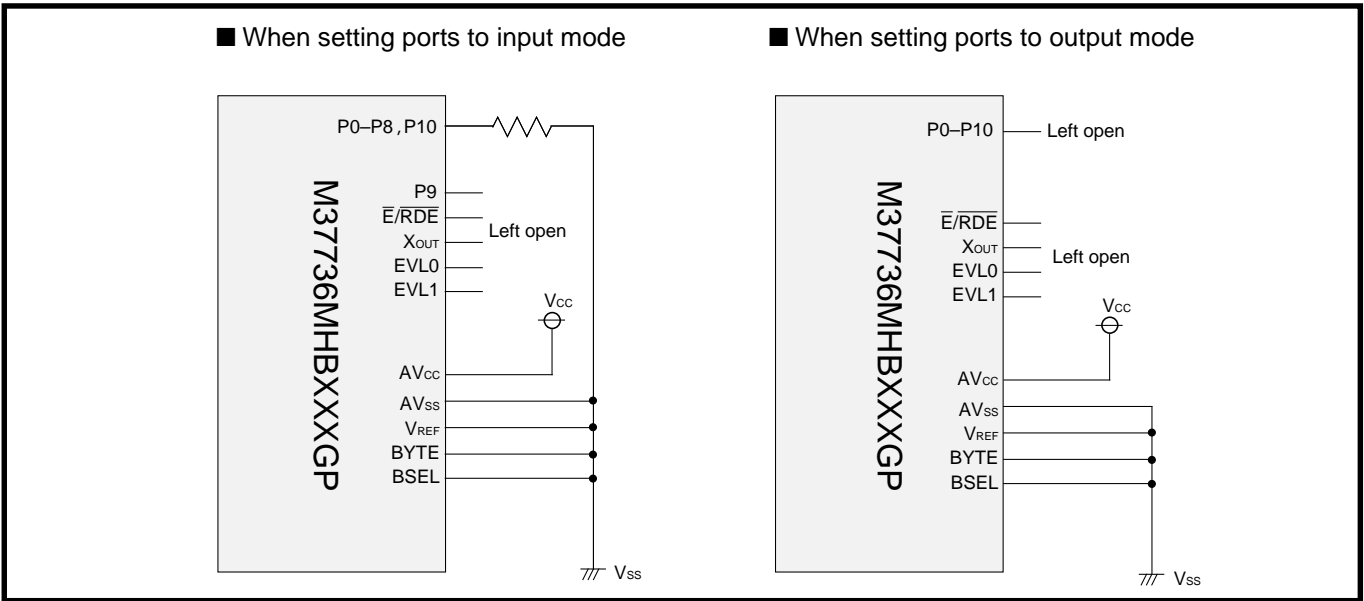 ■ When setting ports to input mode
P0–P8, P10
P9
E̅/R̅D̅E̅
XOUT
EVL0
EVL1
Left open
VCC
AVCC
AVSS
VREF
BYTE
BSEL
M37736MHBXXXGP
VSS
■ When setting ports to output mode
P0–P10
Left open
E̅/R̅D̅E̅
XOUT
EVL0
EVL1
Left open
VCC
AVCC
AVSS
VREF
BYTE
BSEL
M37736MHBXXXGP
VSS